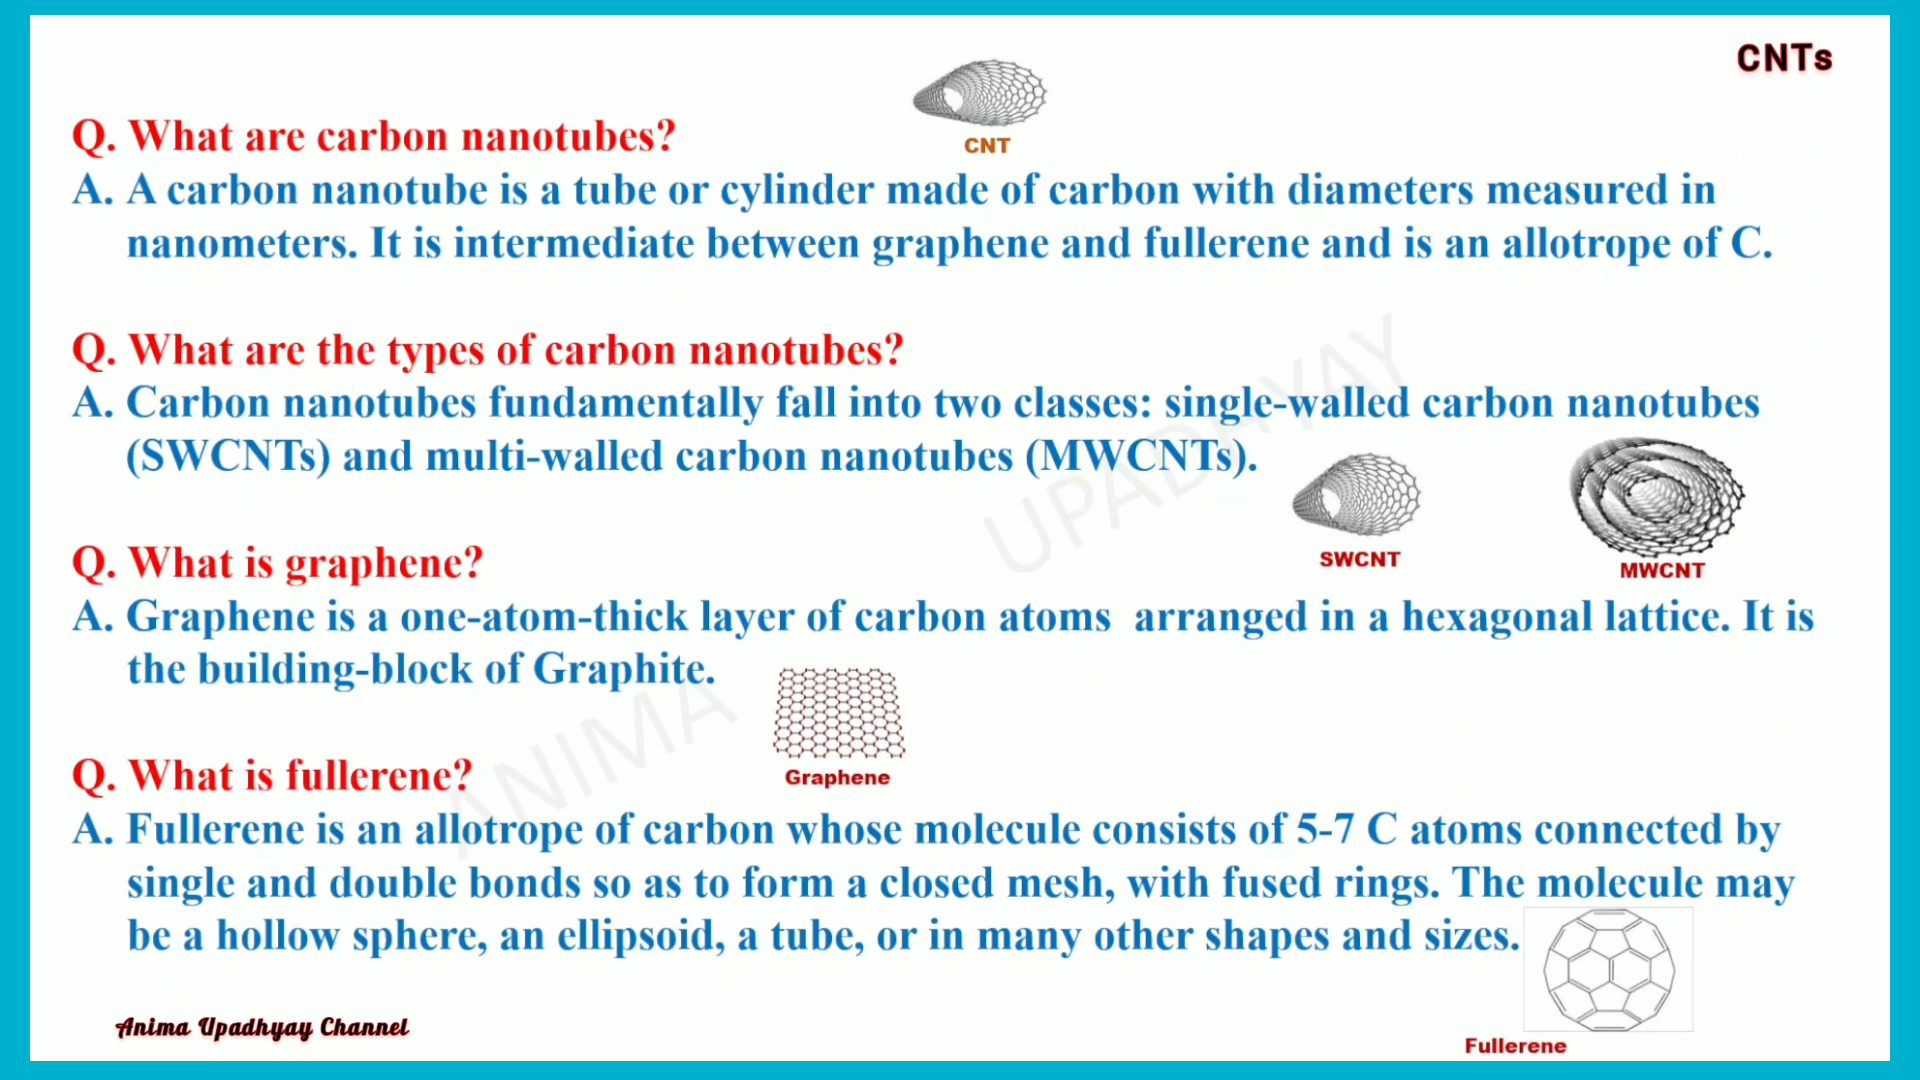 CNTs
Q. What are carbon nanotubes?
CNT
A. A carbon nanotube is a tube or cylinder made of carbon with diameters measured in
nanometers. It is intermediate between graphene and fullerene and is an allotrope of C.
Q. What are the types of carbon nanotubes?
A. Carbon nanotubes fundamentally fall into two classes: single-walled carbon nanotubes
(SWCNTs) and multi-walled carbon nanotubes (MWCNTs).
SWCNT
MWCNT
Q. What is graphene?
A. Graphene is a one-atom-thick layer of carbon atoms arranged in a hexagonal lattice. It is
the building-block of Graphite.
Graphene
Q. What is fullerene?
A. Fullerene is an allotrope of carbon whose molecule consists of 5-7 C atoms connected by
single and double bonds so as to form a closed mesh, with fused rings. The molecule may
be a hollow sphere, an ellipsoid, a tube, or in many other shapes and sizes.
Fullerene
Anima Upadhyay Channel
ANIMA UPADHYAY